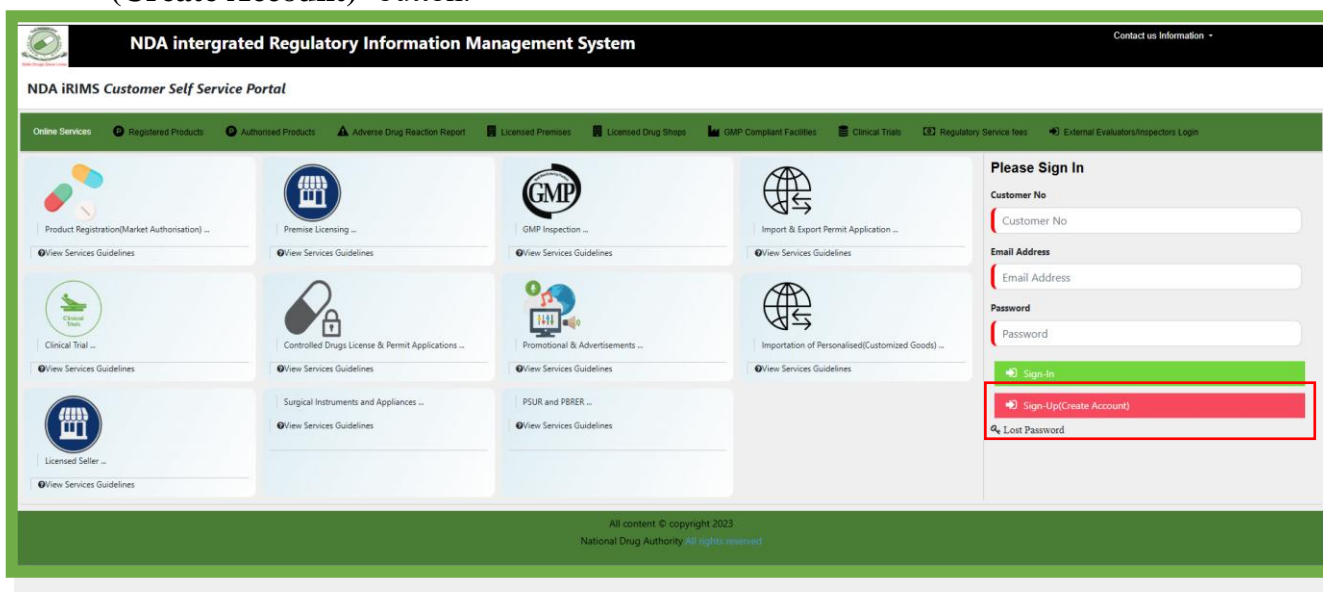 (Create Account)" button.
NDA intergrated Regulatory Information Management System
Contact us Information
NDA iRIMS Customer Self Service Portal
Online Services Registered Products Authorised Products Adverse Drug Reaction Report Licensed Premises Licensed Drug Shops GMP Compliant Facilities Clinical Trials Regulatory Service fees External Evaluators/Inspectors Login
Product Registration(Market Authorisation) ...
View Services Guidelines
Premise Licensing ...
View Services Guidelines
GMP
GMP Inspection ...
View Services Guidelines
Import & Export Permit Application ...
View Services Guidelines
Clinical
Trials
Clinical Trial ...
View Services Guidelines
Controlled Drugs License & Permit Applications ...
View Services Guidelines
Promotional & Advertisements ...
View Services Guidelines
Importation of Personalised(Customized Goods) ...
View Services Guidelines
Licensed Seller ...
View Services Guidelines
Surgical Instruments and Appliances ...
View Services Guidelines
PSUR and PBRER ...
View Services Guidelines
Please Sign In
Customer No
Customer No
Email Address
Email Address
Password
Password
Sign-In
Sign-Up(Create Account)
Lost Password
All content © copyright 2023
National Drug Authority All rights reserved